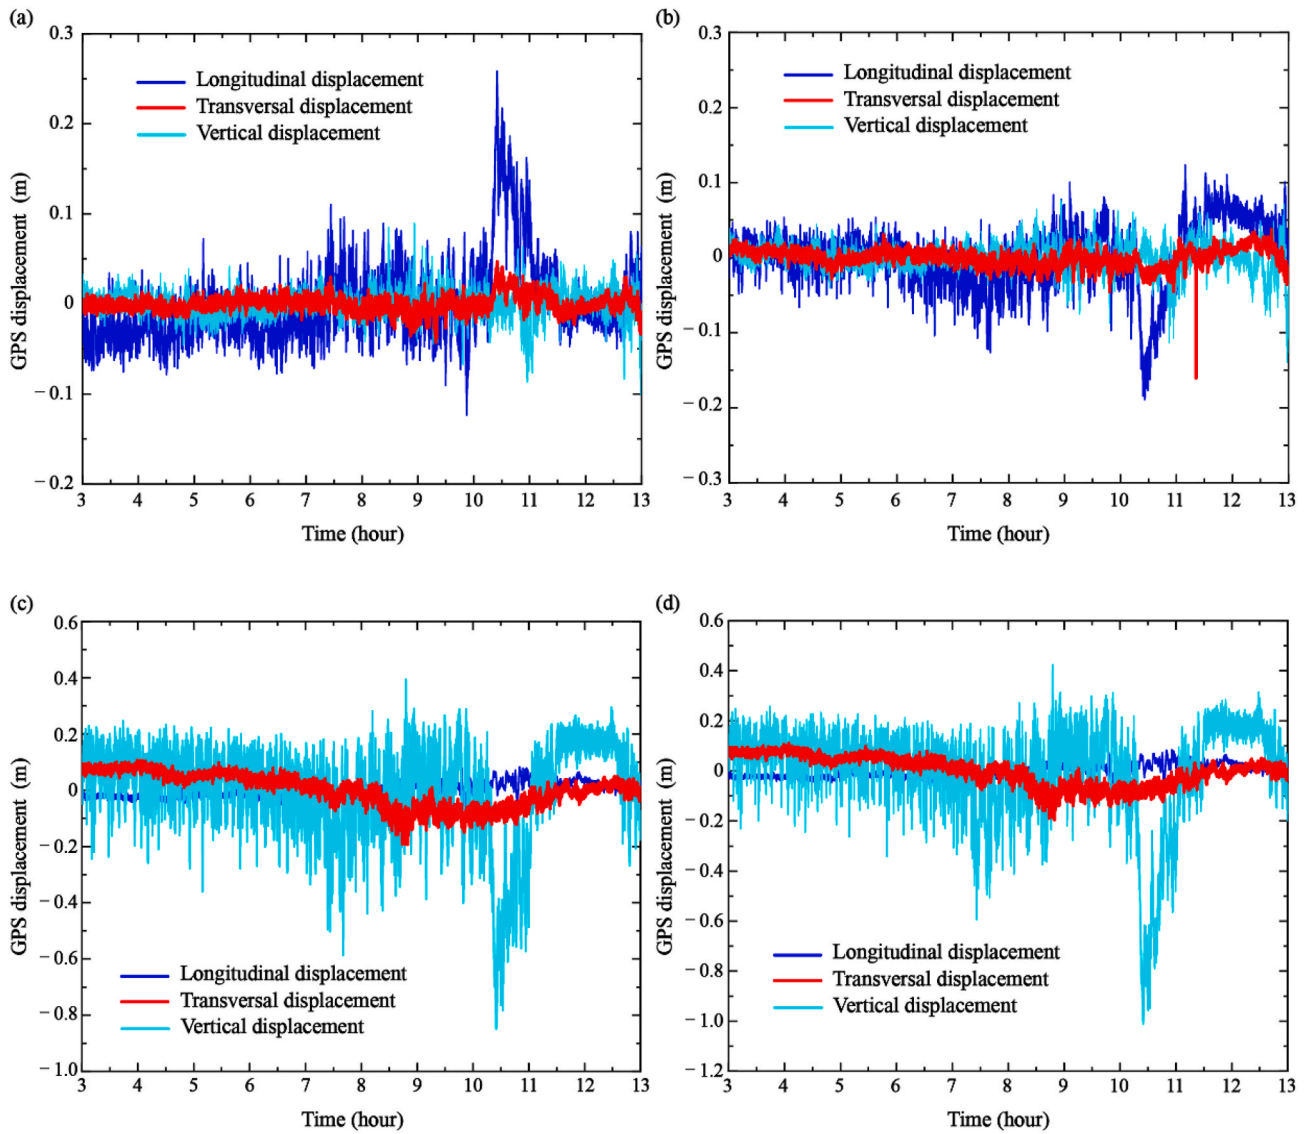 (a)
0.3
0.2
0.1
0
−0.1
−0.2
GPS displacement (m)
Longitudinal displacement
Transversal displacement
Vertical displacement
3 4 5 6 7 8 9 10 11 12 13
Time (hour)
(b)
0.3
0.2
0.1
0
−0.1
−0.2
−0.3
GPS displacement (m)
Longitudinal displacement
Transversal displacement
Vertical displacement
3 4 5 6 7 8 9 10 11 12 13
Time (hour)
(c)
0.6
0.4
0.2
0
−0.2
−0.4
−0.6
−0.8
−1.0
GPS displacement (m)
Longitudinal displacement
Transversal displacement
Vertical displacement
3 4 5 6 7 8 9 10 11 12 13
Time (hour)
(d)
0.6
0.4
0.2
0
−0.2
−0.4
−0.6
−0.8
−1.0
−1.2
GPS displacement (m)
Longitudinal displacement
Transversal displacement
Vertical displacement
3 4 5 6 7 8 9 10 11 12 13
Time (hour)